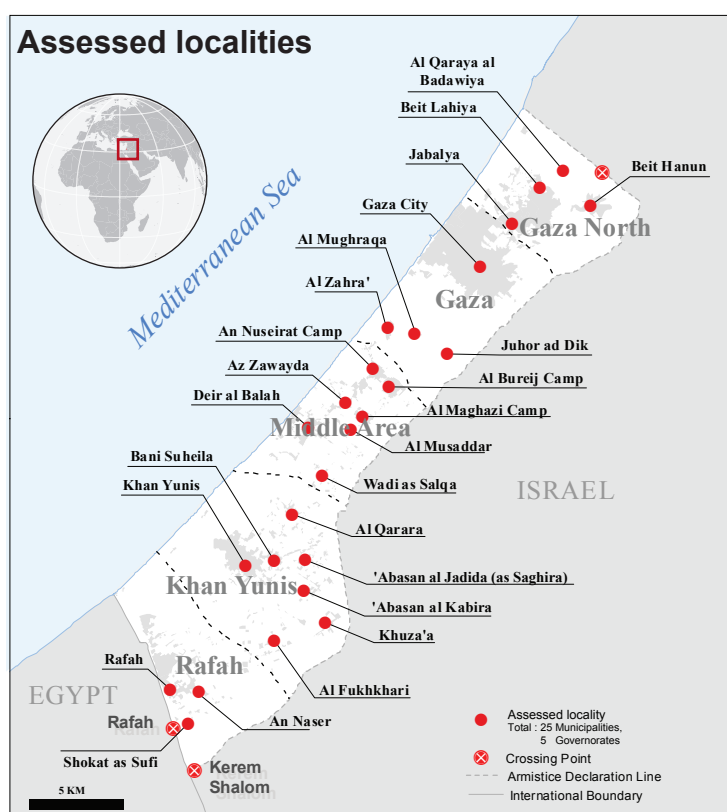 Assessed localities
Al Qaraya al
Badawiya
Beit Lahiya
Jabalya
Beit Hanun
Gaza City
Gaza North
Al Mughraqa
Mediterranean Sea
Al Zahra'
Gaza
An Nuseirat Camp
Juhor ad Dik
Az Zawayda
Al Bureij Camp
Deir al Balah
Al Maghazi Camp
Middle Area
Al Musaddar
Bani Suheila
Wadi as Salqa
Khan Yunis
ISRAEL
Al Qarara
'Abasan al Jadida (as Saghira)
Khan Yunis
'Abasan al Kabira
Khuza'a
Rafah
Rafah
Al Fukhkhari
EGYPT
Rafah
An Naser
Shokat as Sufi
Kerem
Shalom
Assessed locality
Total : 25 Municipalities,
5 Governorates
Crossing Point
Armistice Declaration Line
International Boundary
5 KM